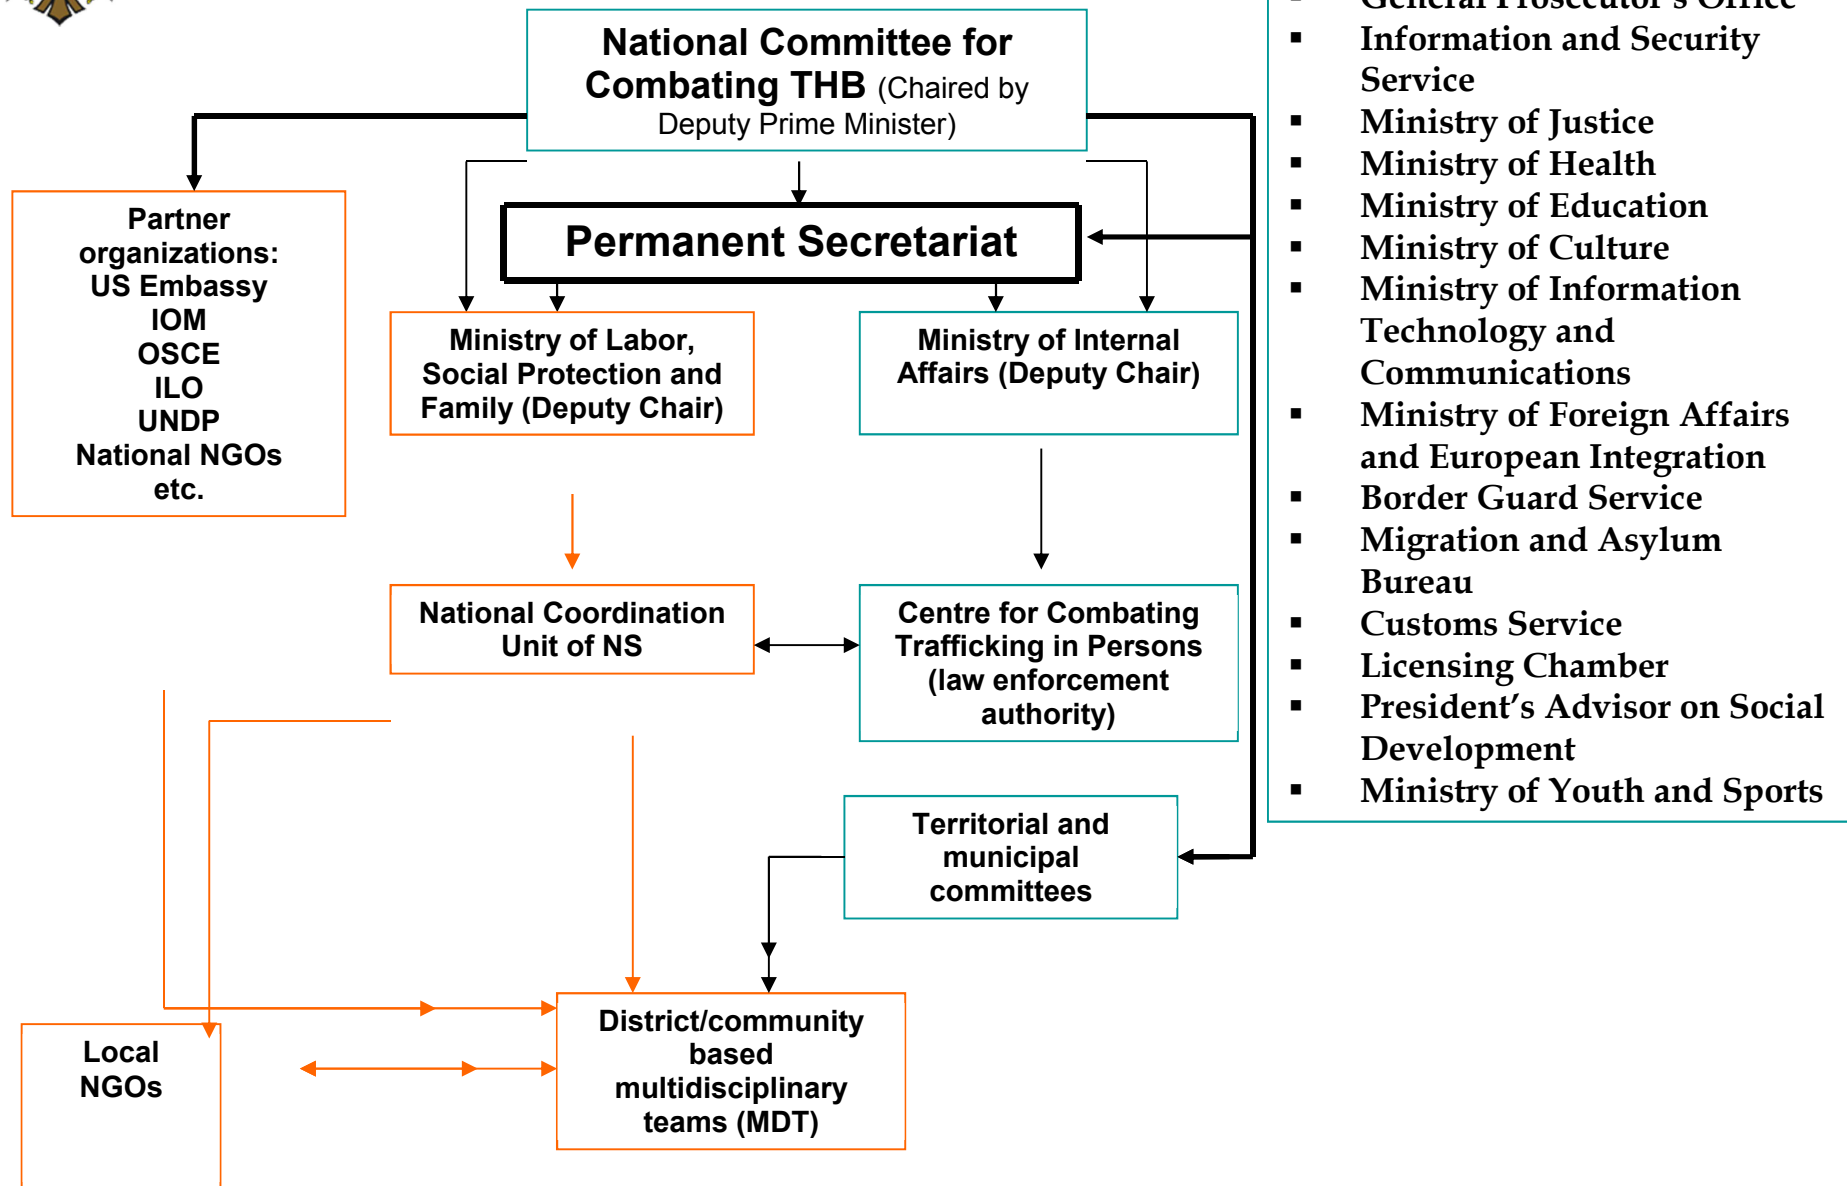 National Committee for
Combating THB (Chaired by
Deputy Prime Minister)
Partner
organizations:
US Embassy
IOM
OSCE
ILO
UNDP
National NGOs
etc.
Permanent Secretariat
Ministry of Labor,
Social Protection and
Family (Deputy Chair)
Ministry of Internal
Affairs (Deputy Chair)
National Coordination
Unit of NS
Centre for Combating
Trafficking in Persons
(law enforcement
authority)
Territorial and
municipal
committees
Local
NGOs
District/community
based
multidisciplinary
teams (MDT)
▪ General Prosecutor's Office
▪ Information and Security
Service
▪ Ministry of Justice
▪ Ministry of Health
▪ Ministry of Education
▪ Ministry of Culture
▪ Ministry of Information
Technology and
Communications
▪ Ministry of Foreign Affairs
and European Integration
▪ Border Guard Service
▪ Migration and Asylum
Bureau
▪ Customs Service
▪ Licensing Chamber
▪ President’s Advisor on Social
Development
▪ Ministry of Youth and Sports